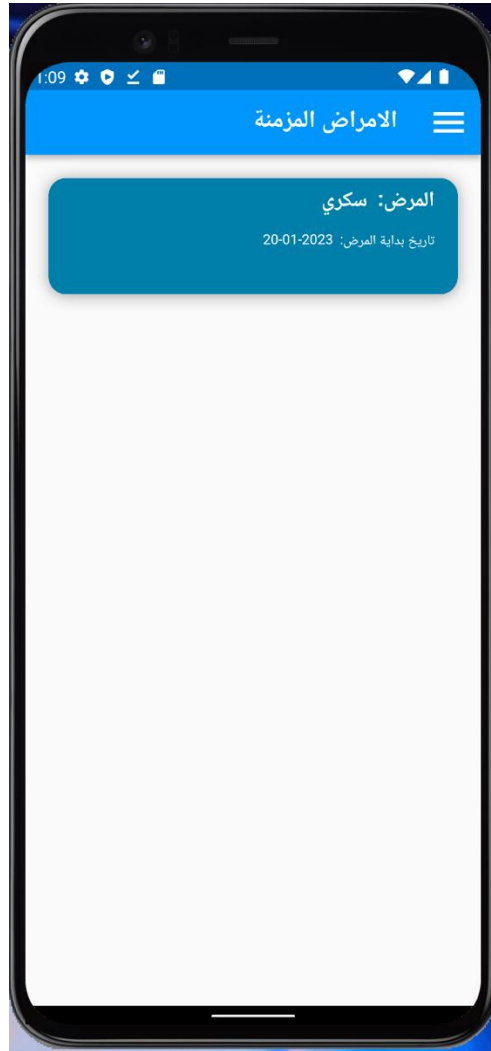 1:09
الامراض المزمنة
المرض: سكري
تاريخ بداية المرض: 2023-01-20